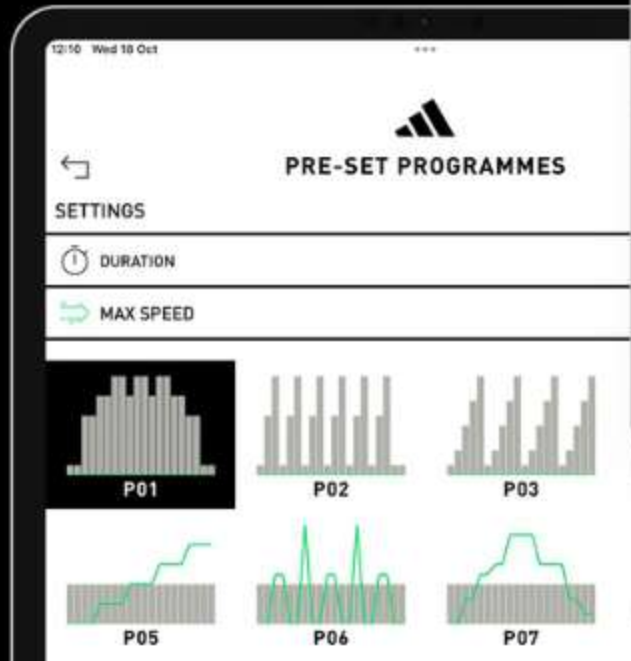 12:10 Wed 18 Oct
PRE-SET PROGRAMMES
SETTINGS
DURATION
MAX SPEED
P01 P02 P03
P05 P06 P07